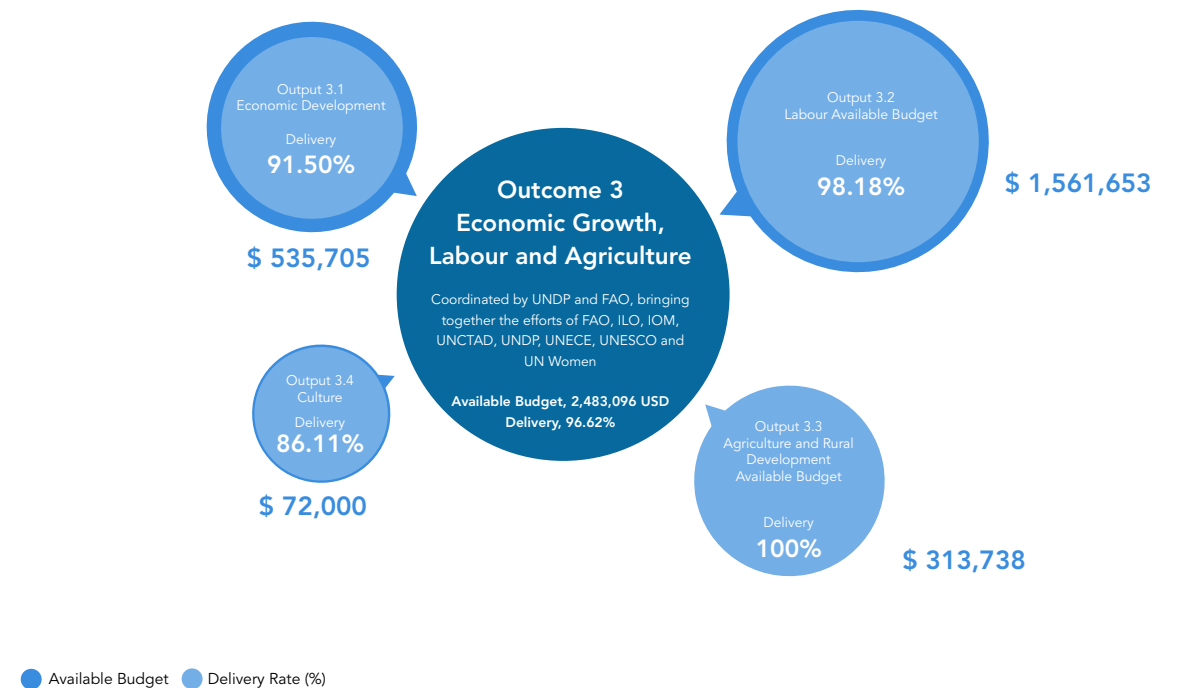 Output 3.1
Economic Development
Delivery
91.50%
$ 535,705
Output 3.2
Labour Available Budget
Delivery
98.18%
$ 1,561,653
Outcome 3
Economic Growth,
Labour and Agriculture
Coordinated by UNDP and FAO, bringing
together the efforts of FAO, ILO, IOM,
UNCTAD, UNDP, UNECE, UNESCO and
UN Women
Available Budget, 2,483,096 USD
Delivery, 96.62%
Output 3.4
Culture
Delivery
86.11%
$ 72,000
Output 3.3
Agriculture and Rural
Development
Available Budget
Delivery
100%
$ 313,738
Available Budget
Delivery Rate (%)